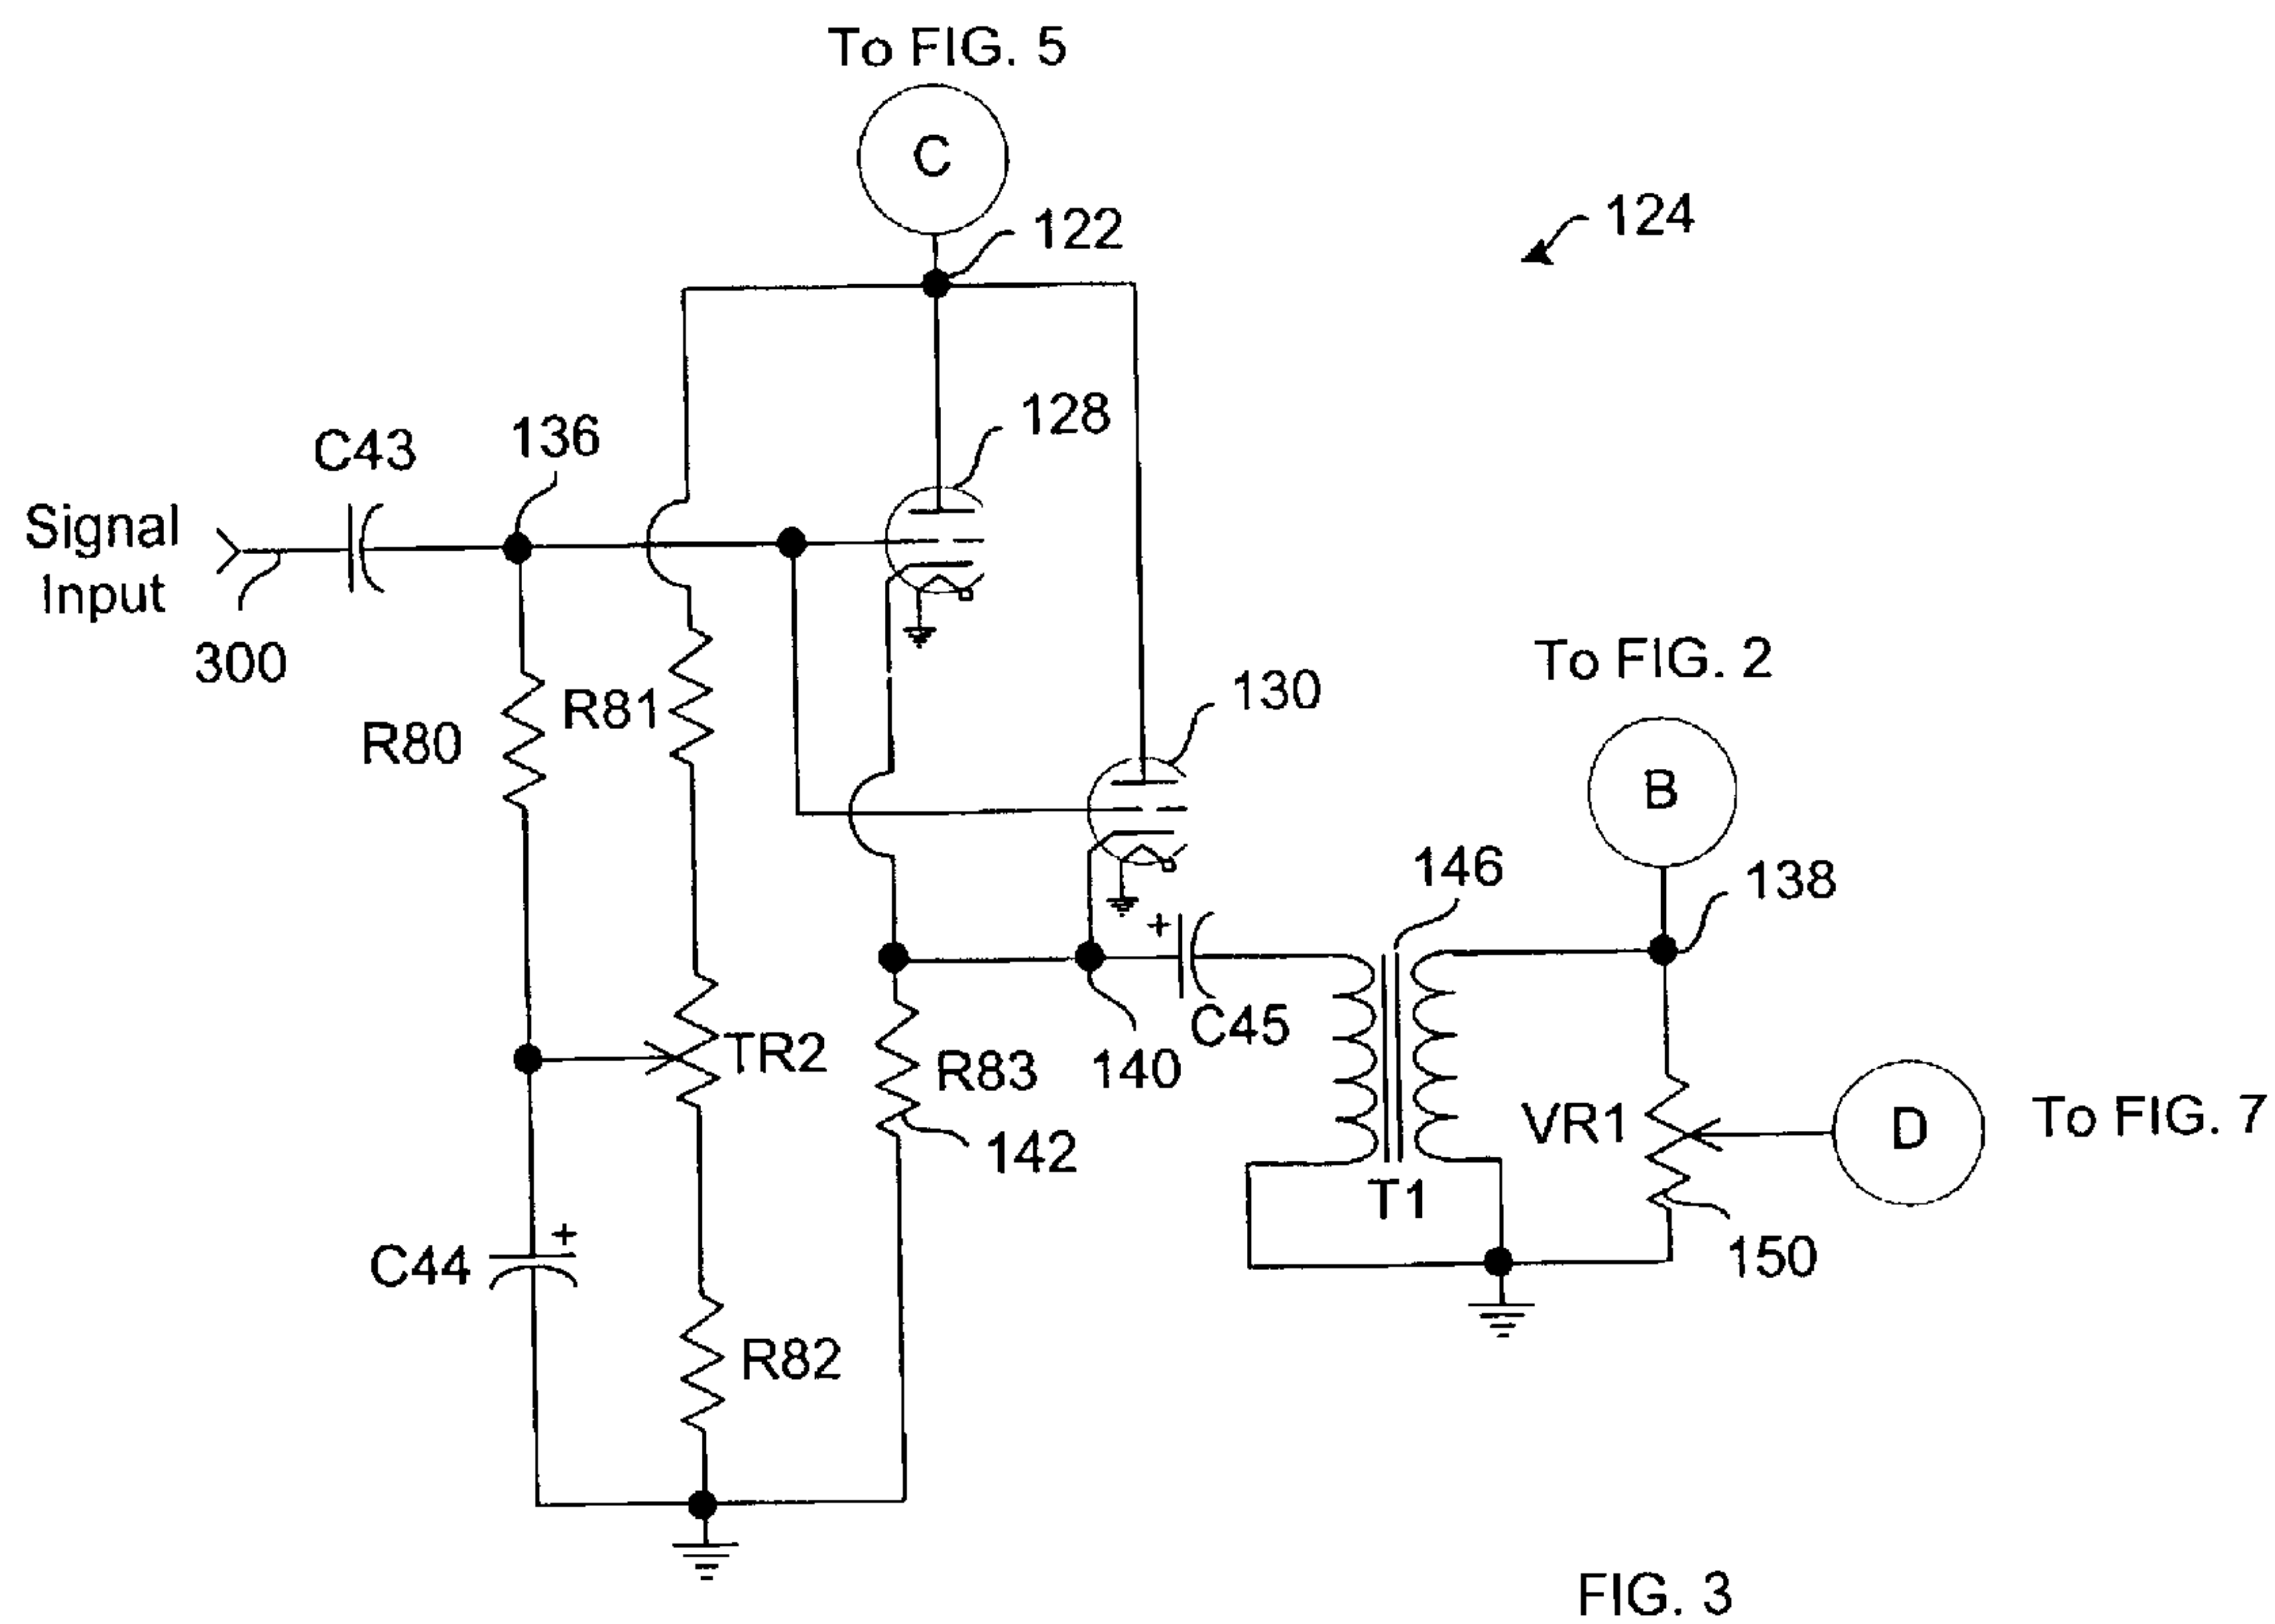 To FIG. 5
C
122
124
128
C43
136
Signal
Input
300
R80
R81
130
To FIG. 2
B
146
138
+
C45
140
TR2
R83
142
VR1
D
To FIG. 7
T1
150
+
C44
R82
FIG. 3